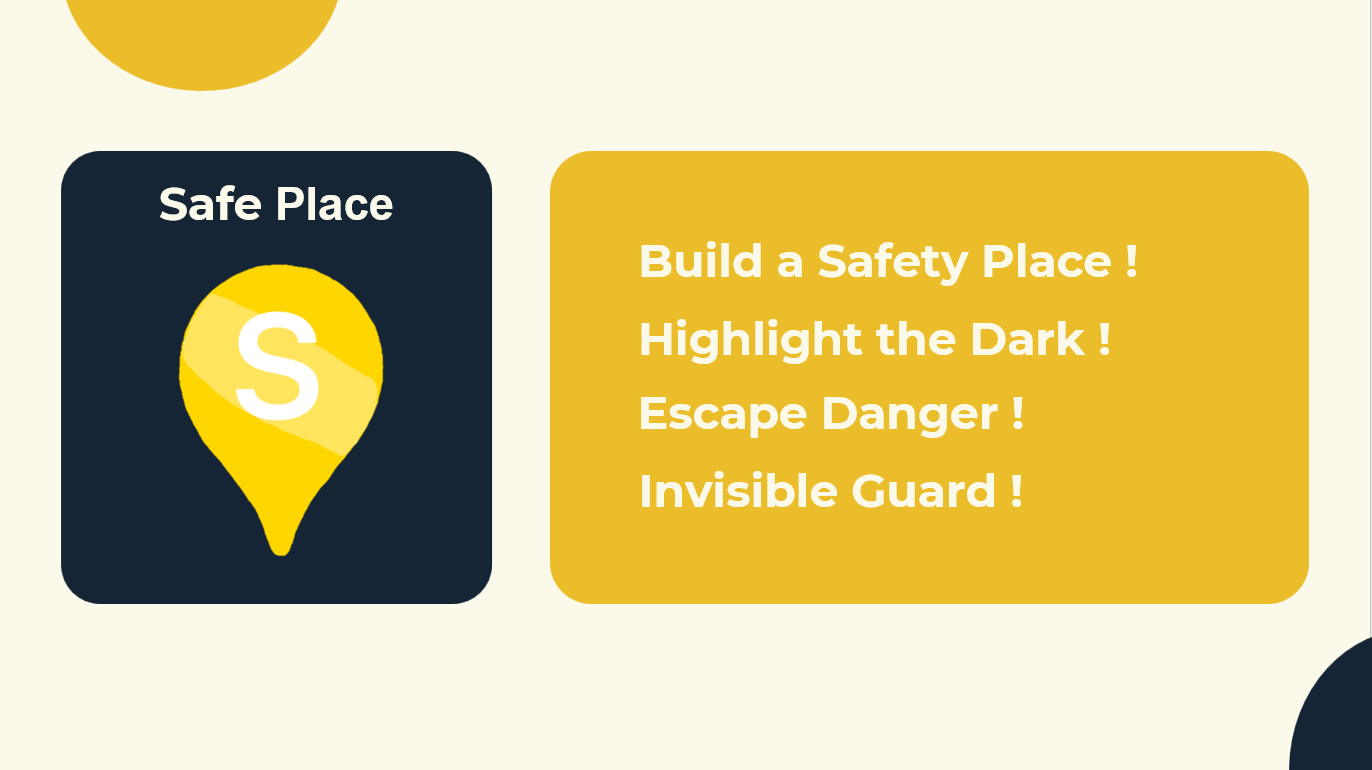 Safe Place
S
Build a Safety Place !
Highlight the Dark !
Escape Danger !
Invisible Guard !